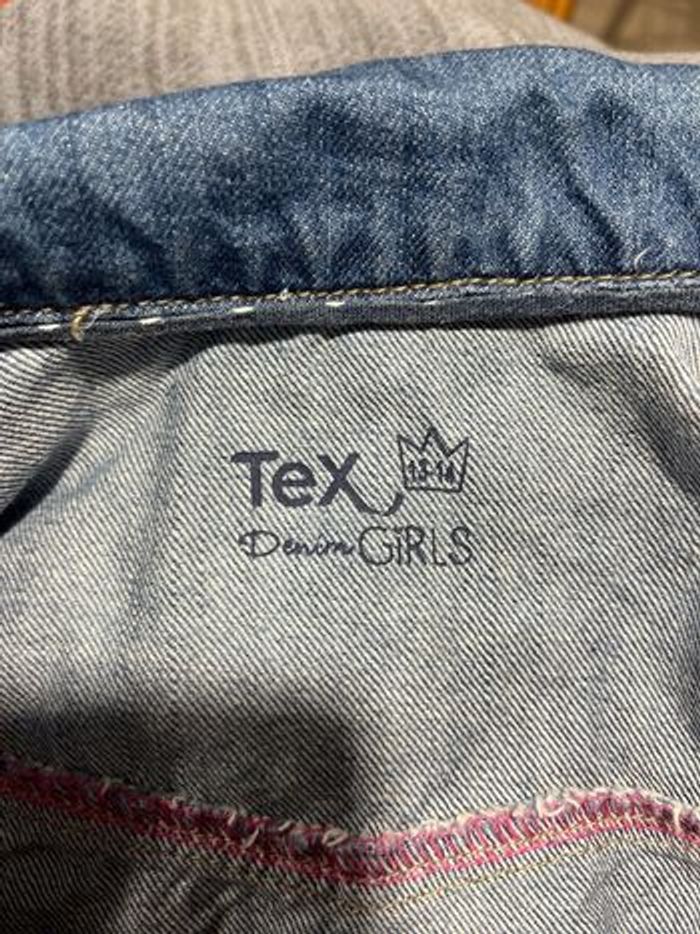 TeX 13-14
Denim GiRLS